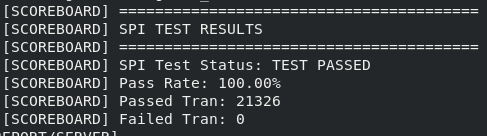 [SCOREBOARD] ========================================
[SCOREBOARD] SPI TEST RESULTS
[SCOREBOARD] ========================================
[SCOREBOARD] SPI Test Status: TEST PASSED
[SCOREBOARD] Pass Rate: 100.00%
[SCOREBOARD] Passed Tran: 21326
[SCOREBOARD] Failed Tran: 0